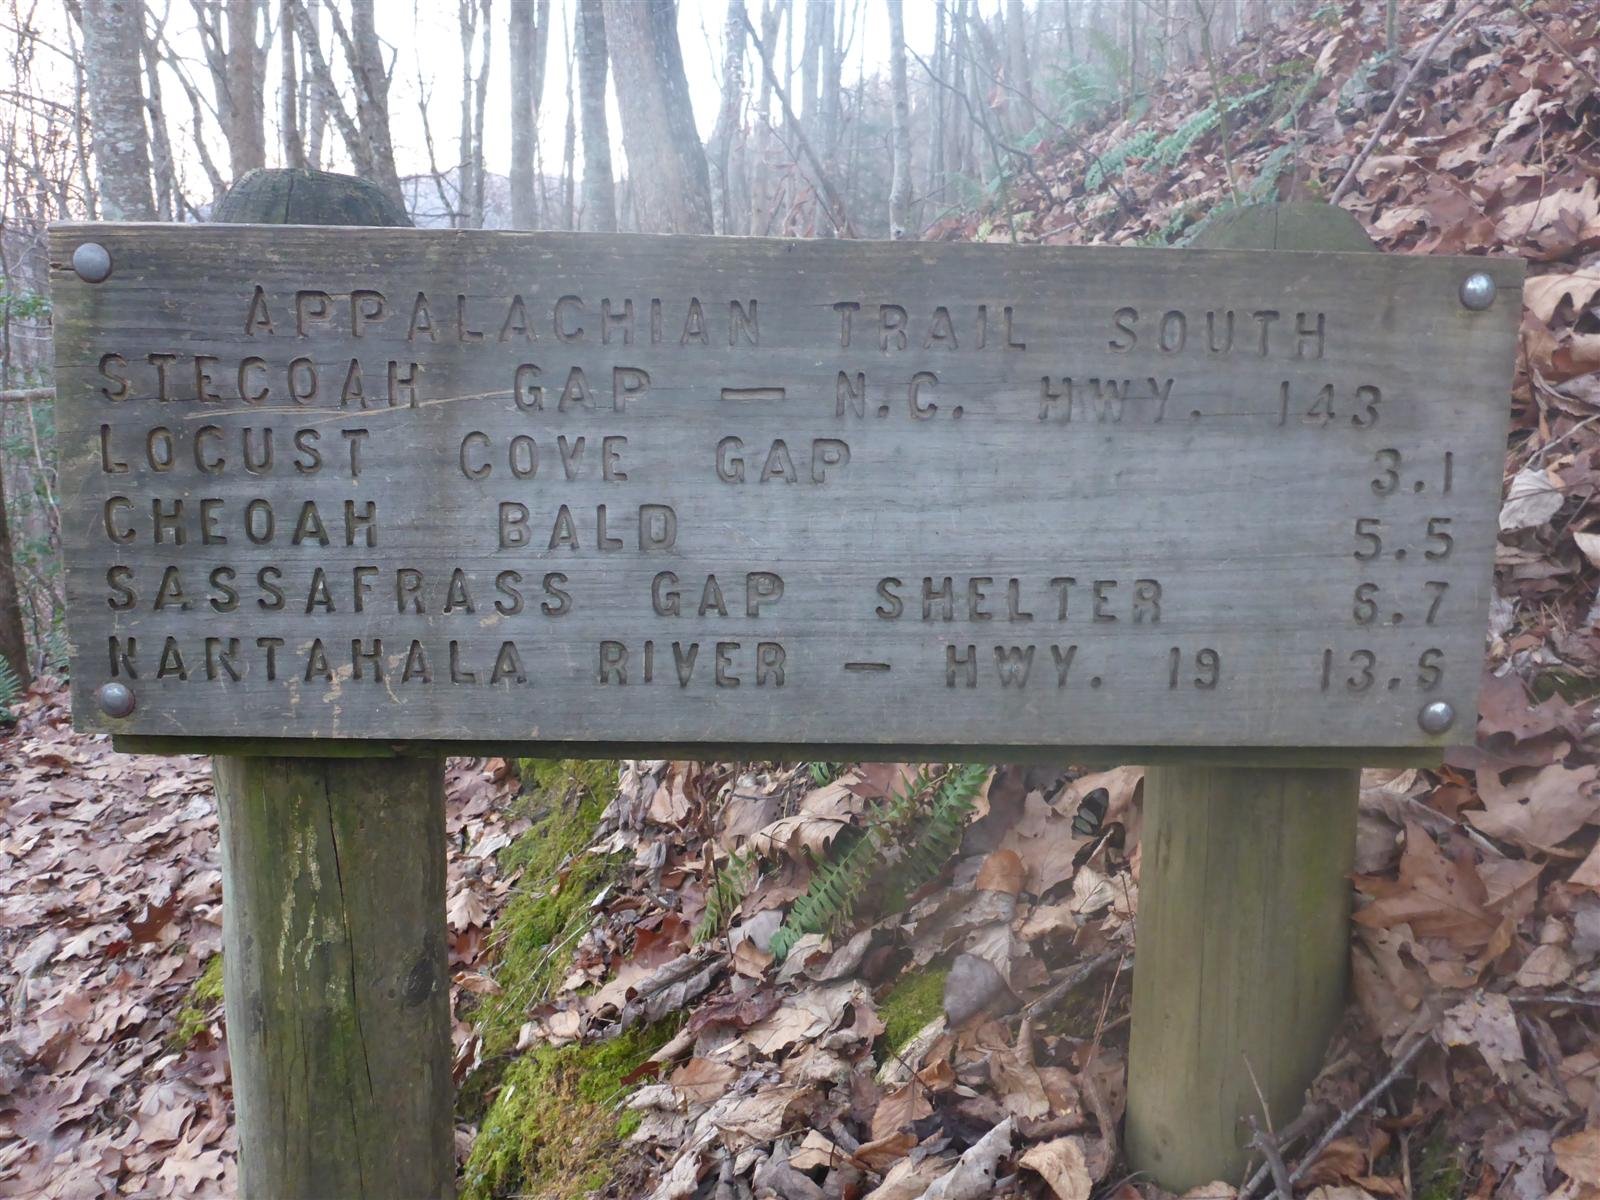 APPALACHIAN TRAIL SOUTH
STECOAH GAP — N.C. HWY. 143
LOCUST COVE GAP 3.1
CHEOAH BALD 5.5
SASSAFRASS GAP SHELTER 6.7
NANTAHALA RIVER — HWY. 19 13.6